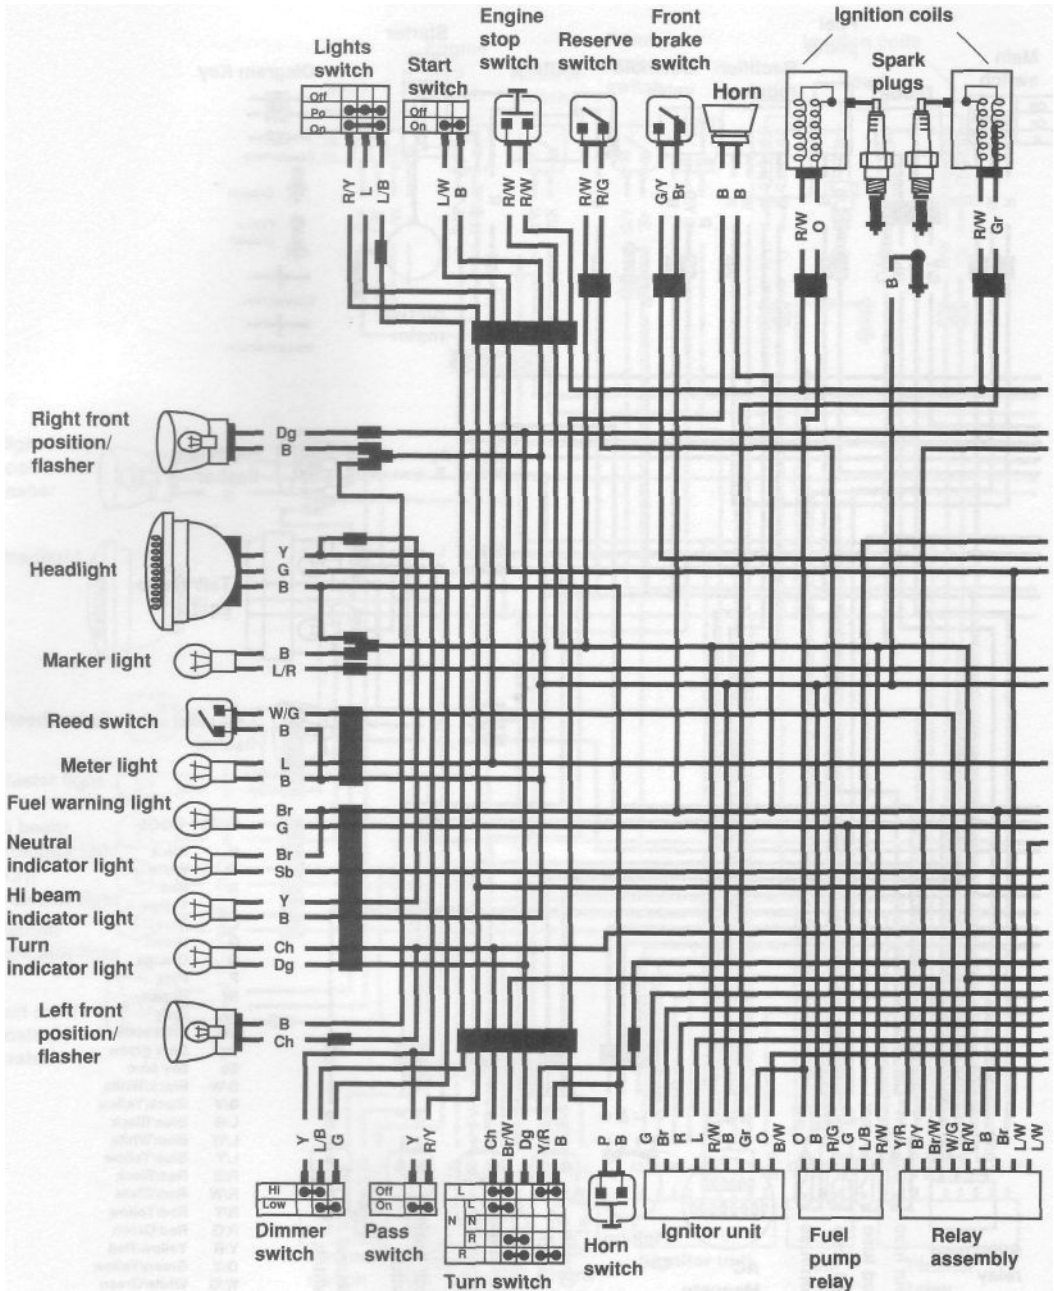 Engine
stop
switch
Lights
switch
Start
switch
Reserve
switch
Front
brake
switch
Horn
Ignition coils
Spark
plugs
Off
Po
On
Off
On
R/Y
L
L/B
L/W
B
R/W
R/W
R/W
R/G
G/Y
Br
B
B
R/W
O
B
R/W
Gr
Right front
position/
flasher
Dg
B
Headlight
Y
G
B
Marker light
B
L/R
Reed switch
W/G
B
Meter light
L
B
Fuel warning light
Br
G
Neutral
indicator light
Br
Sb
Hi beam
indicator light
Y
B
Turn
indicator light
Ch
Dg
Left front
position/
flasher
B
Ch
Y
L/B
G
Y
R/Y
Ch
Br/W
Dg
Y/R
B
P
B
G
Br
R
L
R/W
B
Gr
O
B/W
O
B
R/G
G
L/B
R/W
Y/R
B/Y
Br/W
W/G
R/W
B
Br
L/W
L/W
Hi
Low
Off
On
L
L
N
N
R
R
Dimmer
switch
Pass
switch
Turn switch
Horn
switch
Ignitor unit
Fuel
pump
relay
Relay
assembly